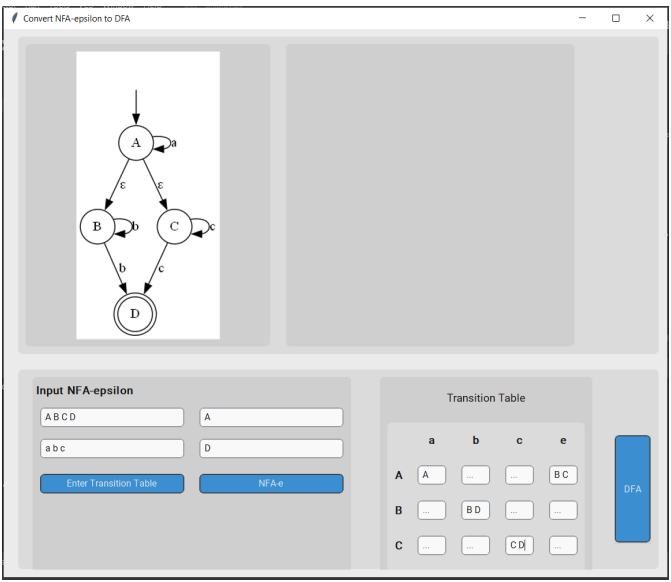 Convert NFA-epsilon to DFA
A
a
ε
ε
B
b
C
c
b
c
D
Input NFA-epsilon
A B C D
A
a b c
D
Enter Transition Table
NFA-e
Transition Table
a b c e
A A ... ... B C
B ... B D ... ...
C ... ... C D ...
DFA